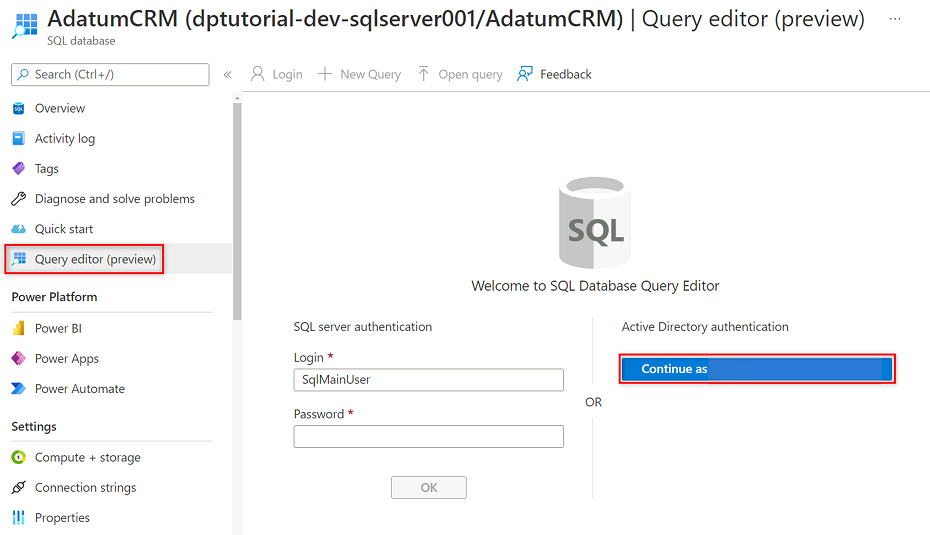 AdatumCRM (dptutorial-dev-sqlserver001/AdatumCRM) | Query editor (preview) ...
SQL database
Search (Ctrl+/)
«
Login
New Query
Open query
Feedback
SQL Overview
Activity log
Tags
Diagnose and solve problems
Quick start
Query editor (preview)
Power Platform
Power BI
Power Apps
Power Automate
Settings
Compute + storage
Connection strings
Properties
SQL
Welcome to SQL Database Query Editor
SQL server authentication
Login *
SqlMainUser
Password *
OK
OR
Active Directory authentication
Continue as